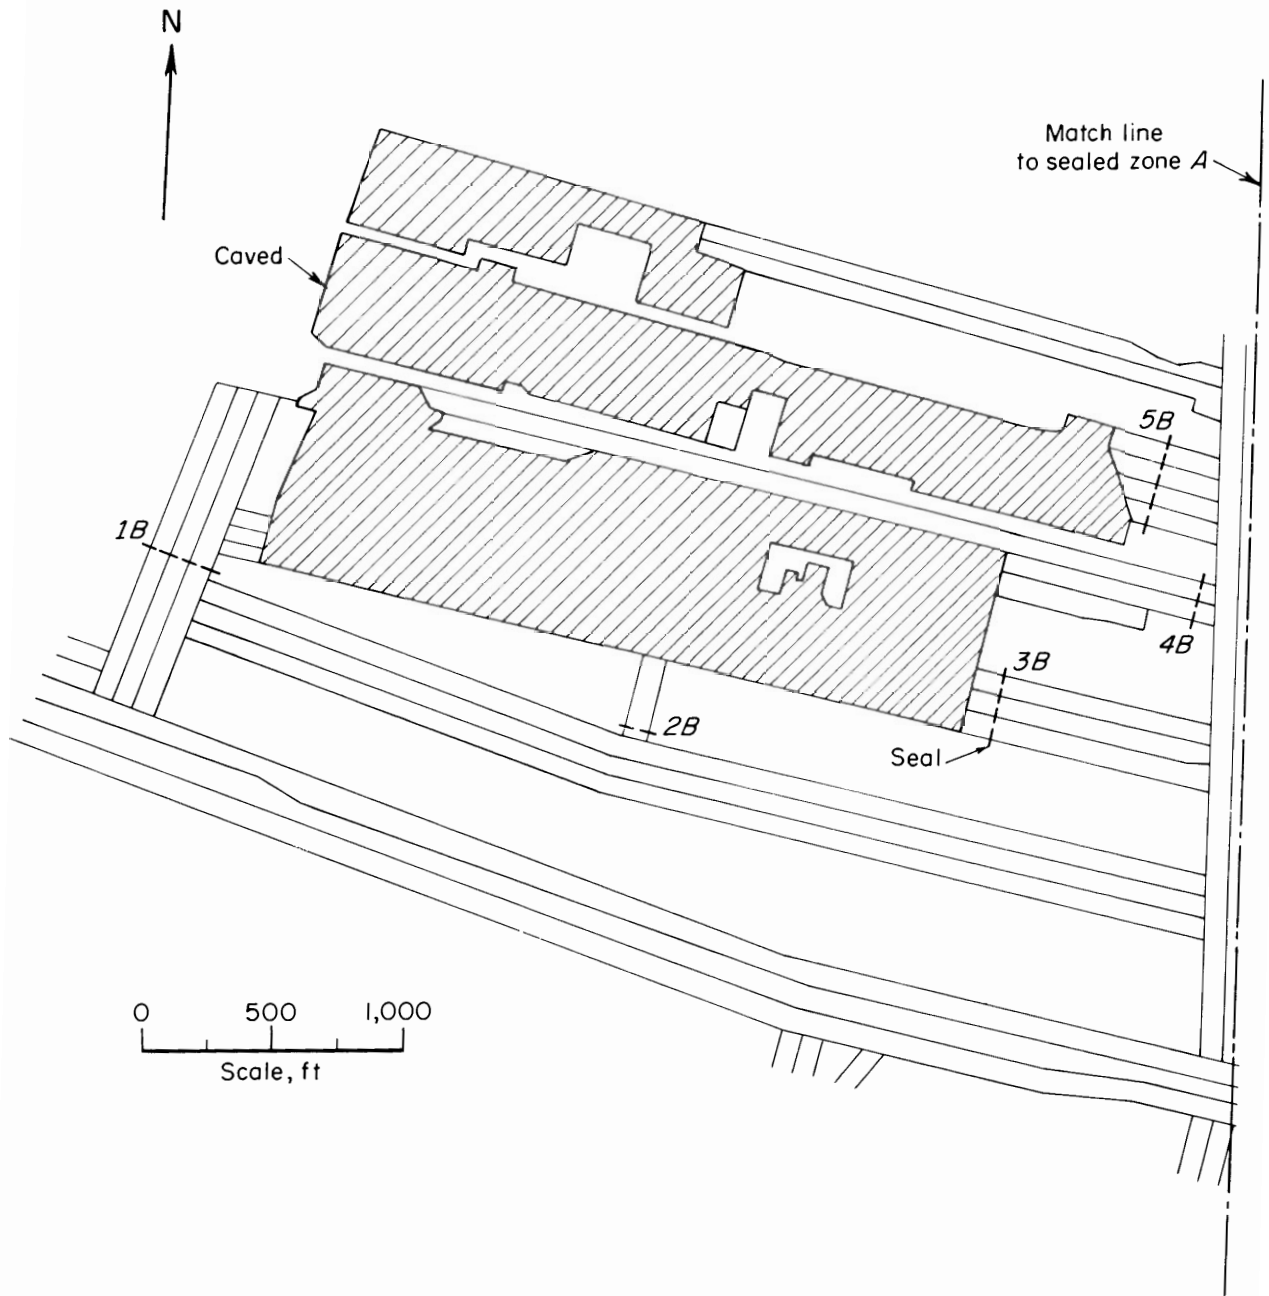 N
Match line
to sealed zone A
Caved
5B
1B
4B
3B
2B
Seal
0 500 1,000
Scale, ft